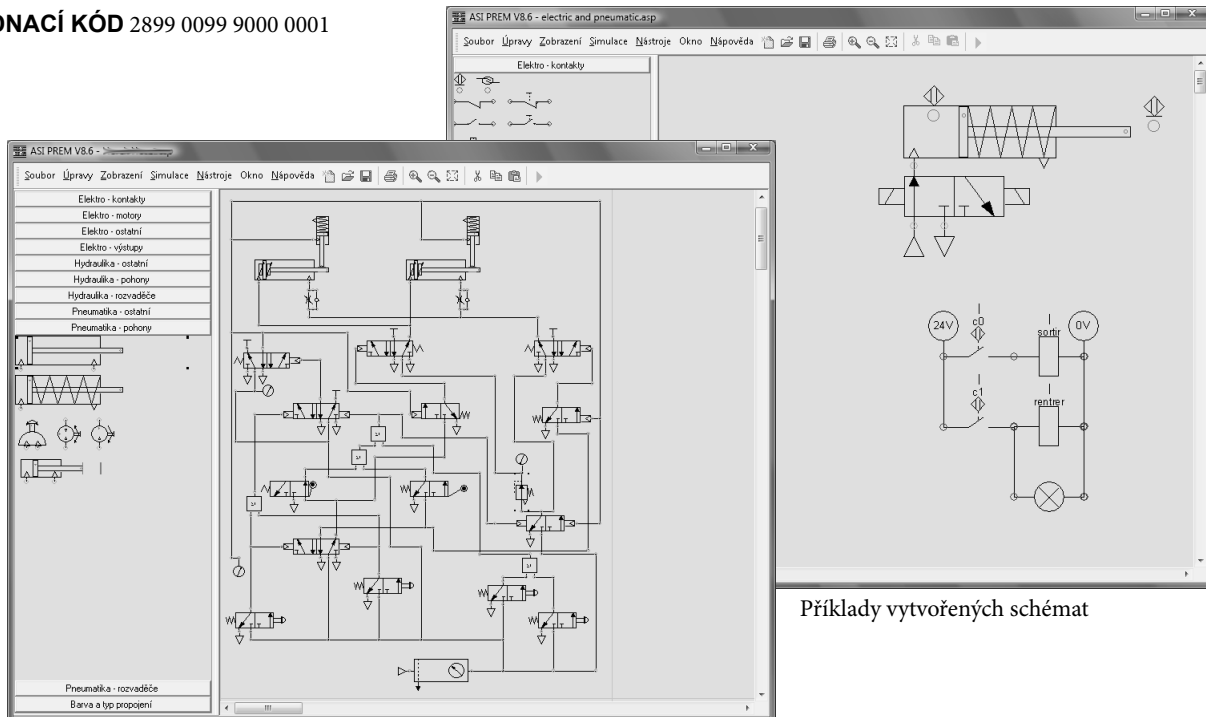 ONACÍ KÓD 2899 0099 9000 0001
ASI PREM V8.6 - electric and pneumatic.asp
Soubor Úpravy Zobrazení Simulace Nástroje Okno Nápověda
Elektro - kontakty
24V
c0
sortir
0V
c1
rentrer
ASI PREM V8.6 -
Soubor Úpravy Zobrazení Simulace Nástroje Okno Nápověda
Elektro - kontakty
Elektro - motory
Elektro - ostatní
Elektro - výstupy
Hydraulika - ostatní
Hydraulika - pohony
Hydraulika - rozvaděče
Pneumatika - ostatní
Pneumatika - pohony
Pneumatika - rozvaděče
Barva a typ propojení
Příklady vytvořených schémat